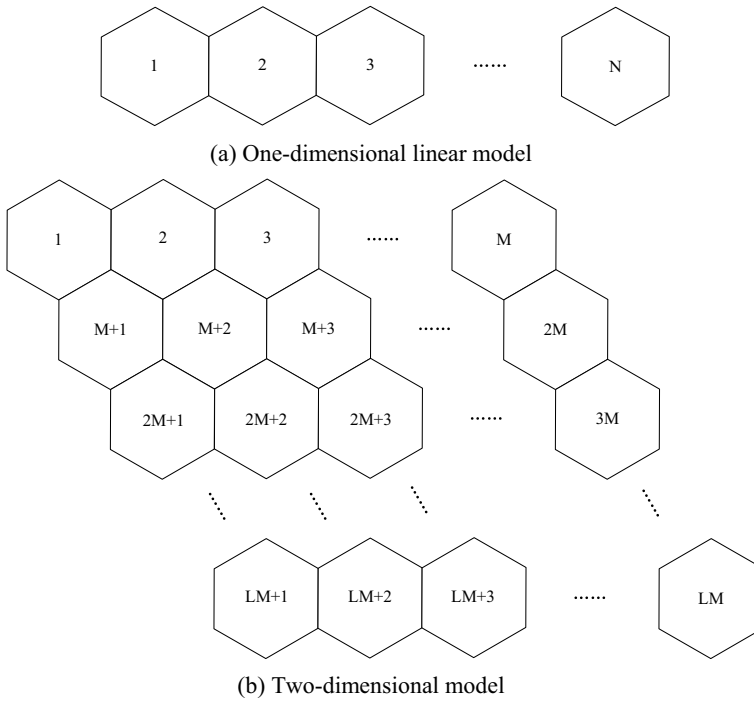 1 2 3 ...... N
(a) One-dimensional linear model
1 2 3 ...... M
M+1 M+2 M+3 ...... 2M
2M+1 2M+2 2M+3 ...... 3M
...... ...... ...... ......
LM+1 LM+2 LM+3 ...... LM
(b) Two-dimensional model